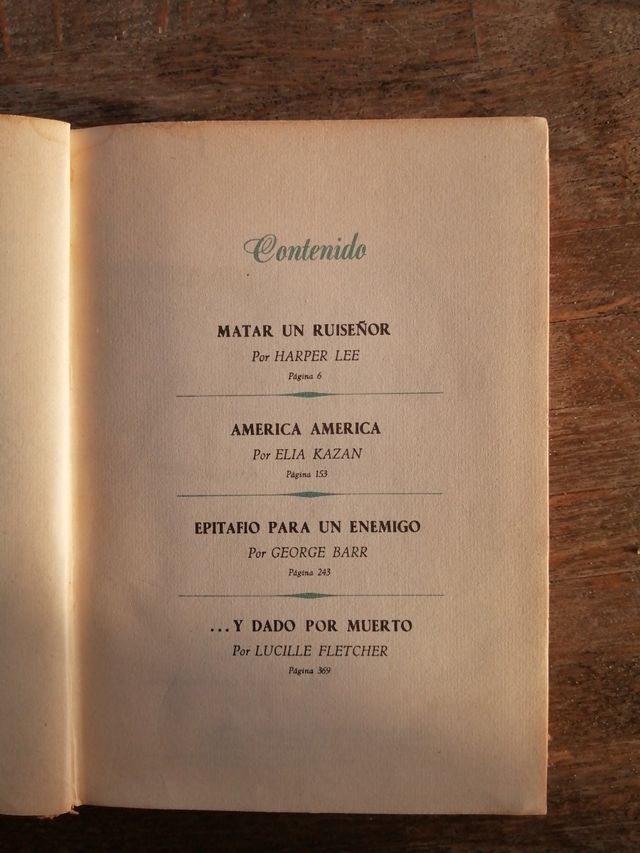 Contenido
MATAR UN RUISEÑOR
Por HARPER LEE
Página 6
AMERICA AMERICA
Por ELIA KAZAN
Página 153
EPITAFIO PARA UN ENEMIGO
Por GEORGE BARR
Página 243
...Y DADO POR MUERTO
Por LUCILLE FLETCHER
Página 369